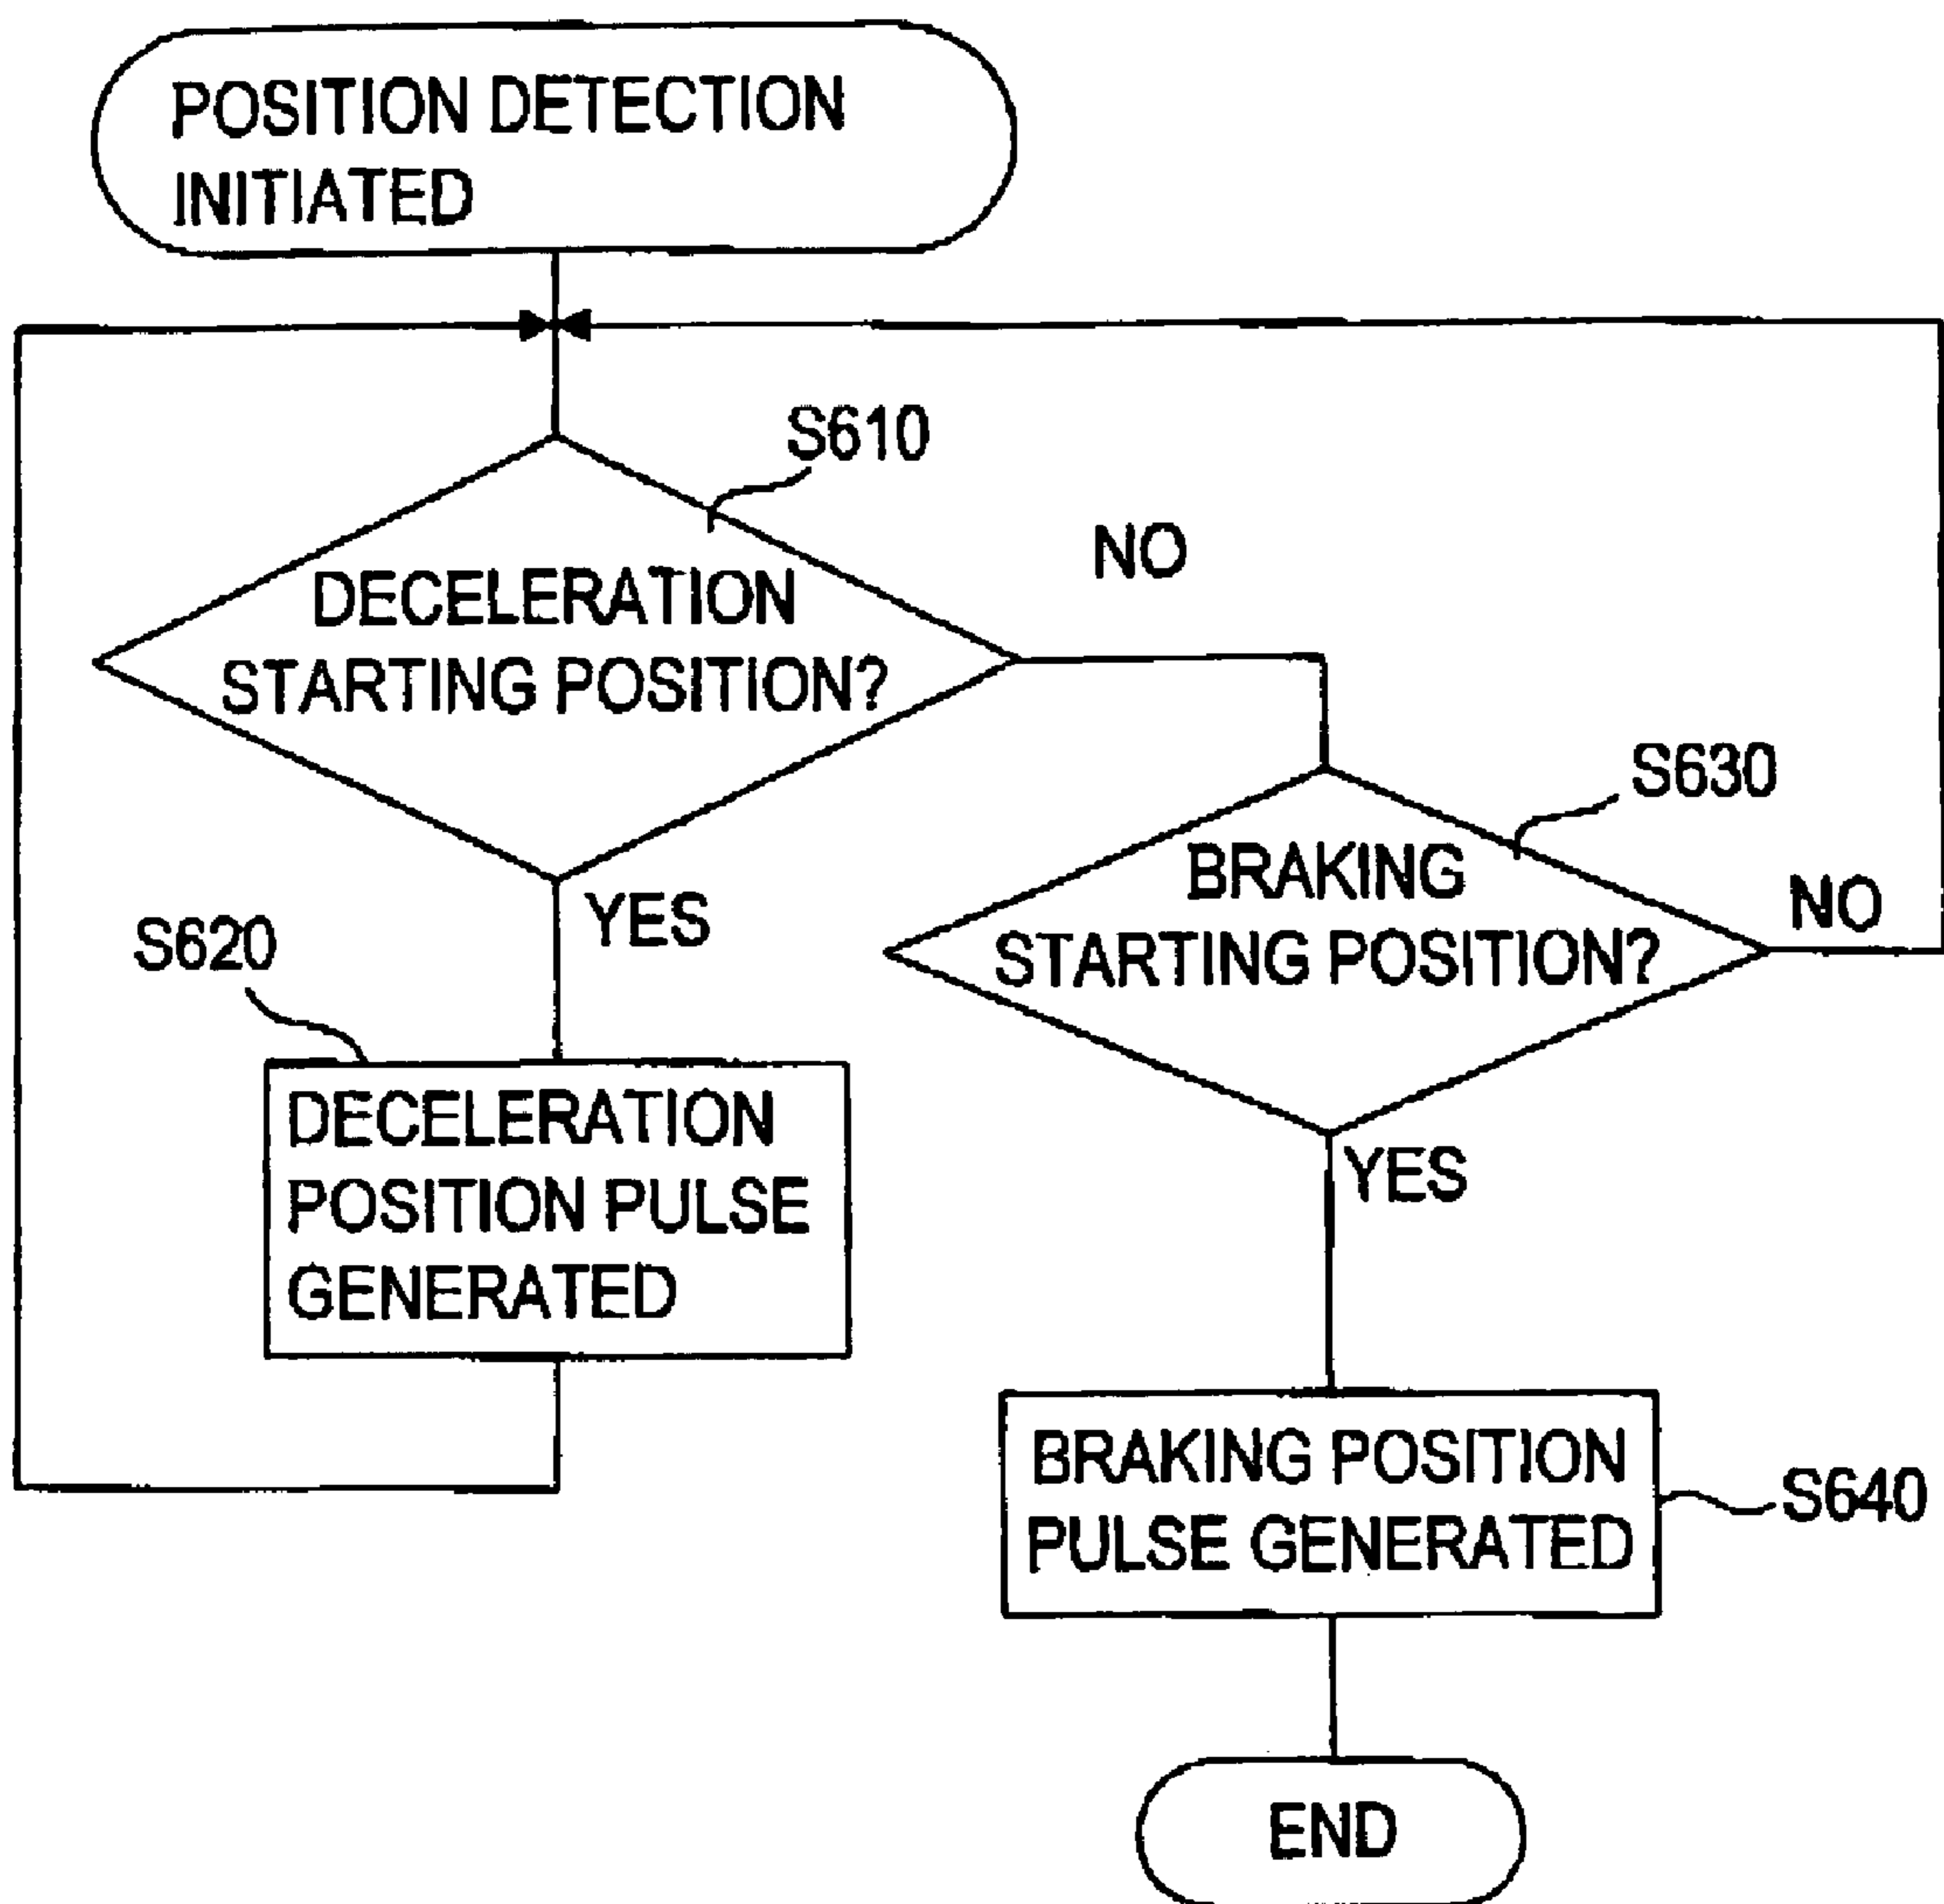 POSITION DETECTION
INITIATED
S610
NO
DECELERATION
STARTING POSITION?
S630
BRAKING
STARTING POSITION?
NO
YES
S620
DECELERATION
POSITION PULSE
GENERATED
YES
BRAKING POSITION
PULSE GENERATED
S640
END